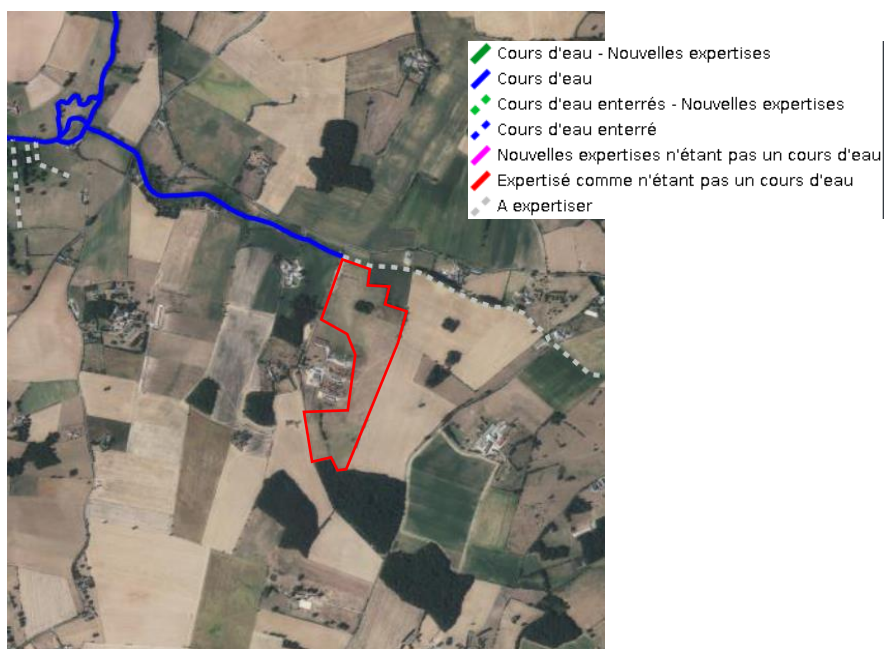 Cours d'eau - Nouvelles expertises
Cours d'eau
Cours d'eau enterrés - Nouvelles expertises
Cours d'eau enterré
Nouvelles expertises n'étant pas un cours d'eau
Expertisé comme n'étant pas un cours d'eau
A expertiser